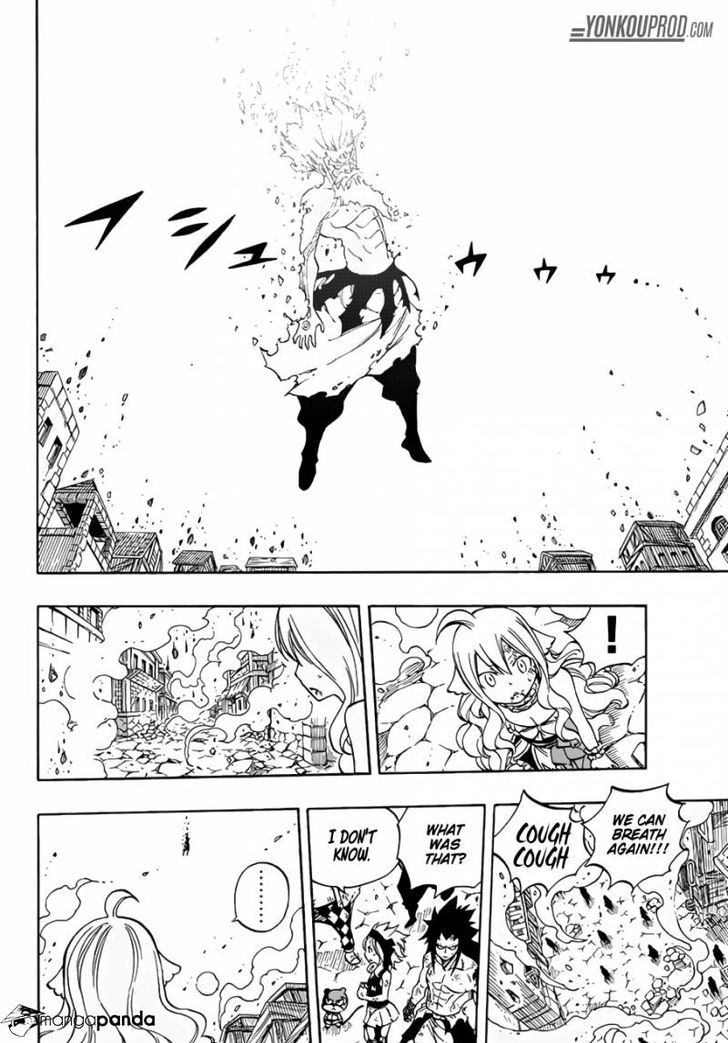 YONKOUPROD.COM
フシュウウウ
!
WE CAN
BREATH
AGAIN!!!
COUGH
COUGH
WHAT
WAS
THAT?
I DON'T
KNOW.
........
mangapanda